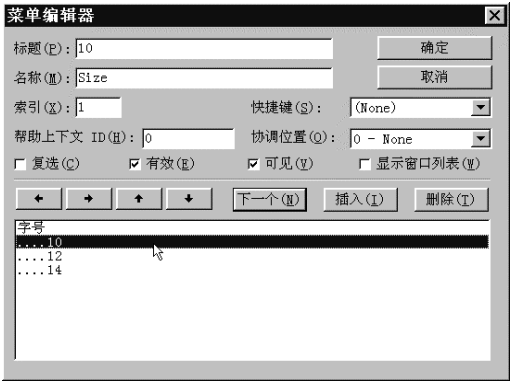 菜单编辑器
标题(P): 10 确定
名称(M): Size 取消
索引(X): 1 快捷键(S): (None)
帮助上下文 ID(H): 0 协调位置(O): 0 - None
复选(C) 有效(E) 可见(V) 显示窗口列表(W)
下一个(N) 插入(I) 删除(T)
字号
....10
....12
....14